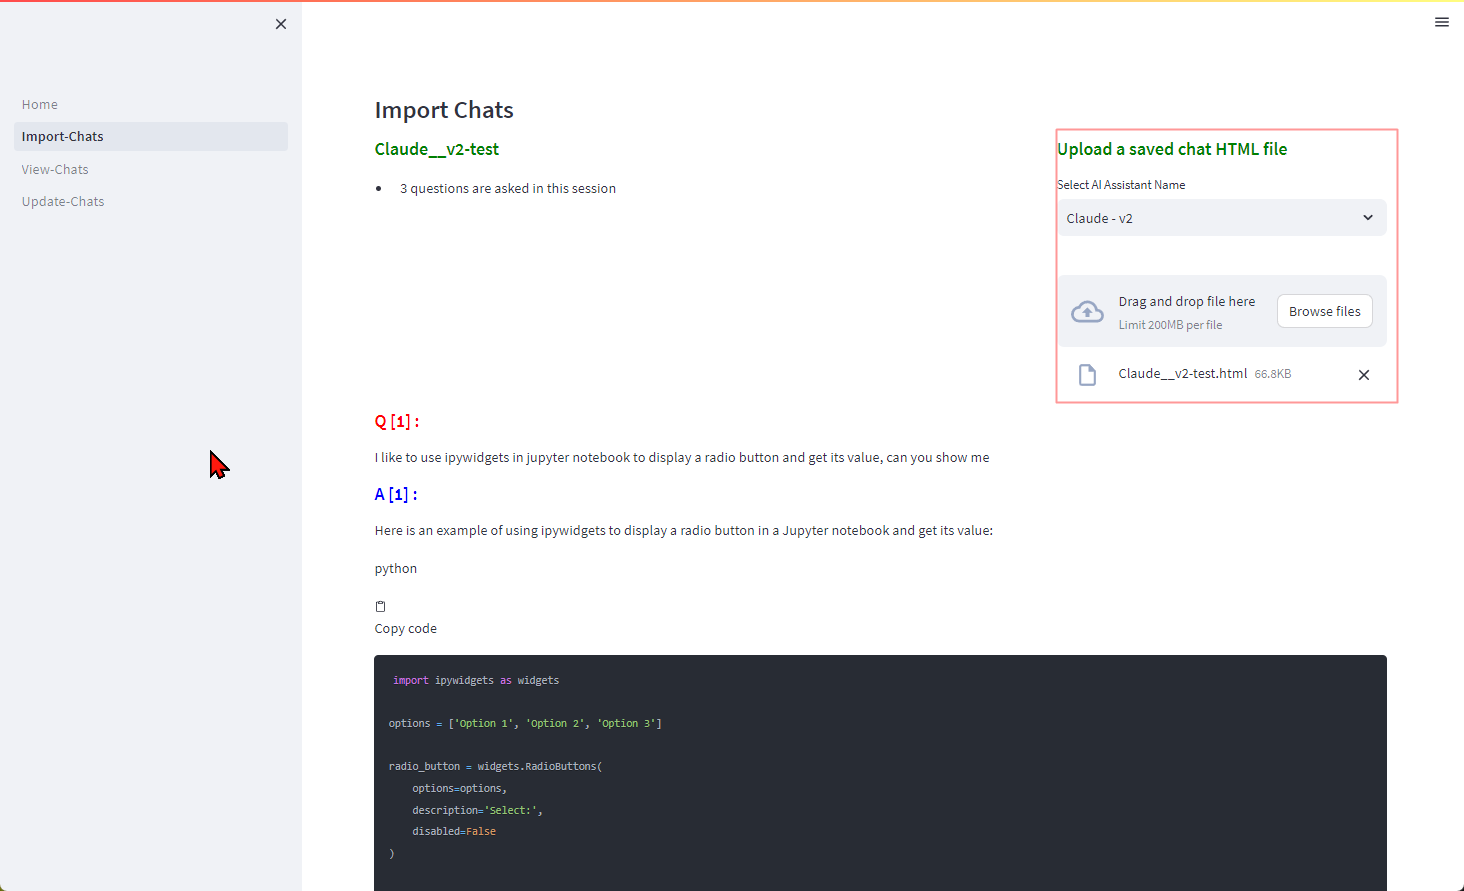 Home
Import-Chats
View-Chats
Update-Chats
Import Chats
Claude__v2-test
3 questions are asked in this session
Upload a saved chat HTML file
Select AI Assistant Name
Claude - v2
Drag and drop file here
Limit 200MB per file
Browse files
Claude__v2-test.html 66.8KB
Q [1] :
I like to use ipywidgets in jupyter notebook to display a radio button and get its value, can you show me
A [1] :
Here is an example of using ipywidgets to display a radio button in a Jupyter notebook and get its value:
python
Copy code
import ipywidgets as widgets
options = ['Option 1', 'Option 2', 'Option 3']
radio_button = widgets.RadioButtons(
options=options,
description='Select:',
disabled=False
)